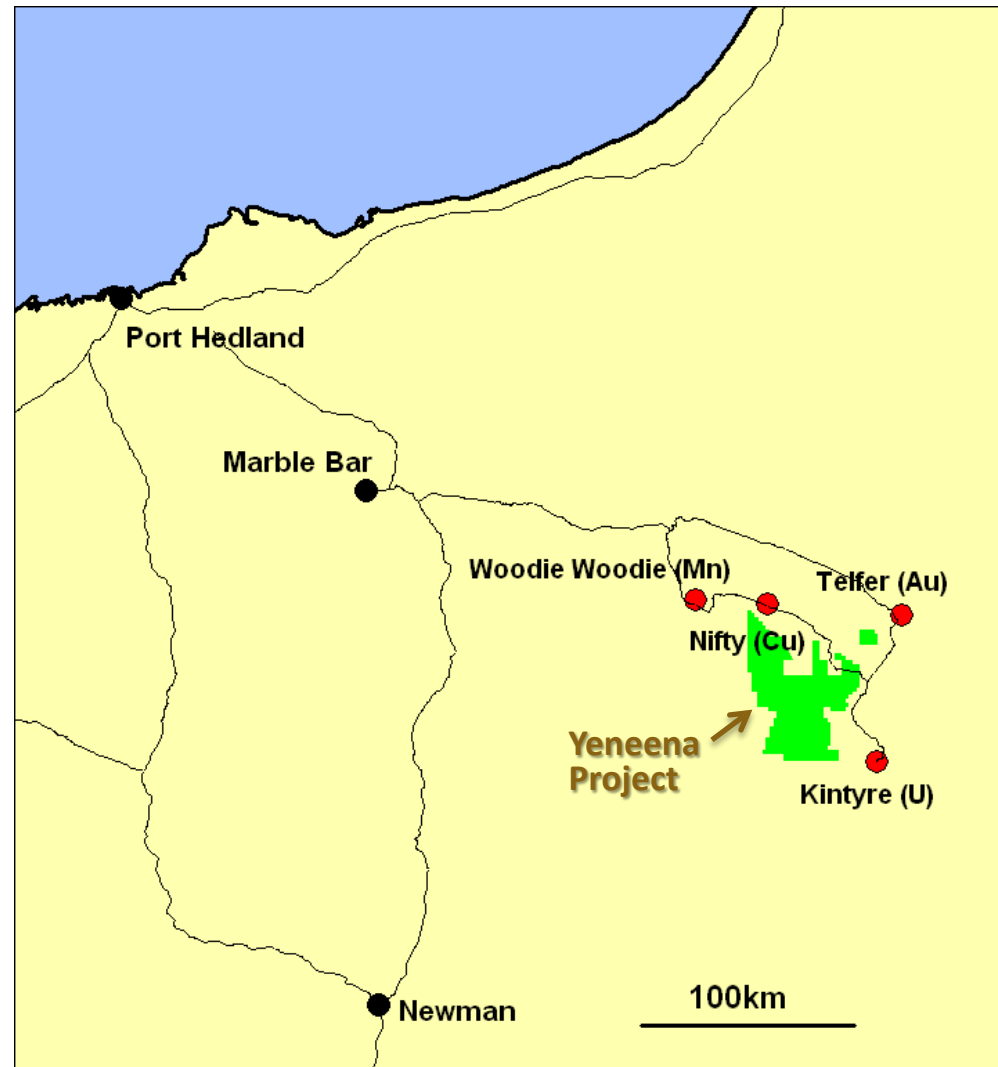 Port Hedland
Marble Bar
Woodie Woodie (Mn)
Telfer (Au)
Nifty (Cu)
Yeneena
Project
Kintyre (U)
100km
Newman